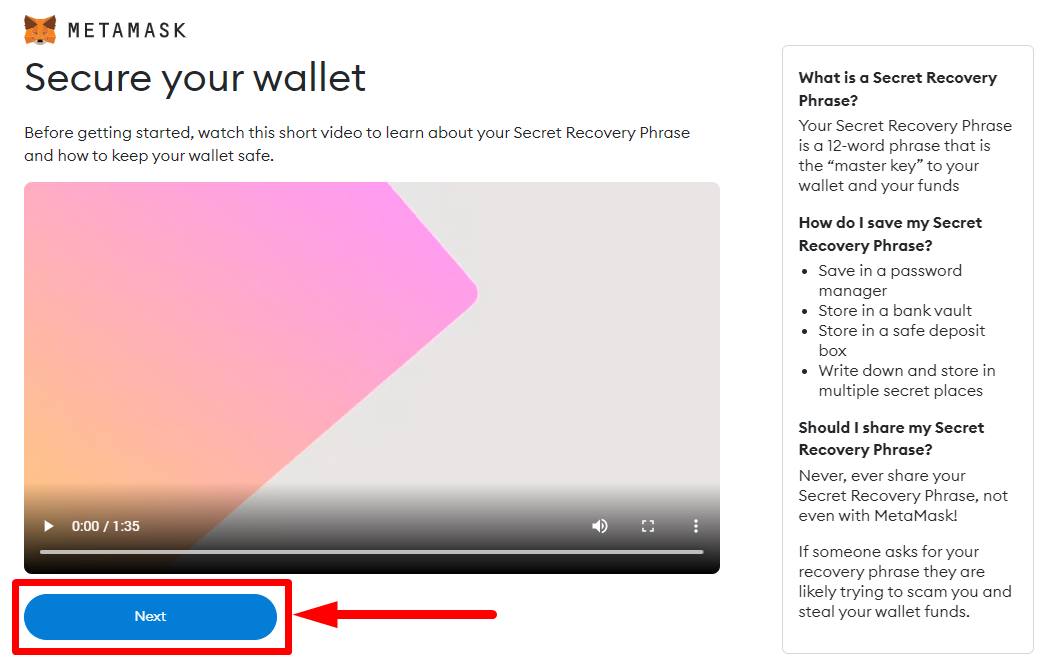 METAMASK
Secure your wallet
Before getting started, watch this short video to learn about your Secret Recovery Phrase
and how to keep your wallet safe.
0:00 / 1:35
Next
What is a Secret Recovery
Phrase?
Your Secret Recovery Phrase
is a 12-word phrase that is
the “master key” to your
wallet and your funds
How do I save my Secret
Recovery Phrase?
• Save in a password
manager
• Store in a bank vault
• Store in a safe deposit
box
• Write down and store in
multiple secret places
Should I share my Secret
Recovery Phrase?
Never, ever share your
Secret Recovery Phrase, not
even with MetaMask!
If someone asks for your
recovery phrase they are
likely trying to scam you and
steal your wallet funds.